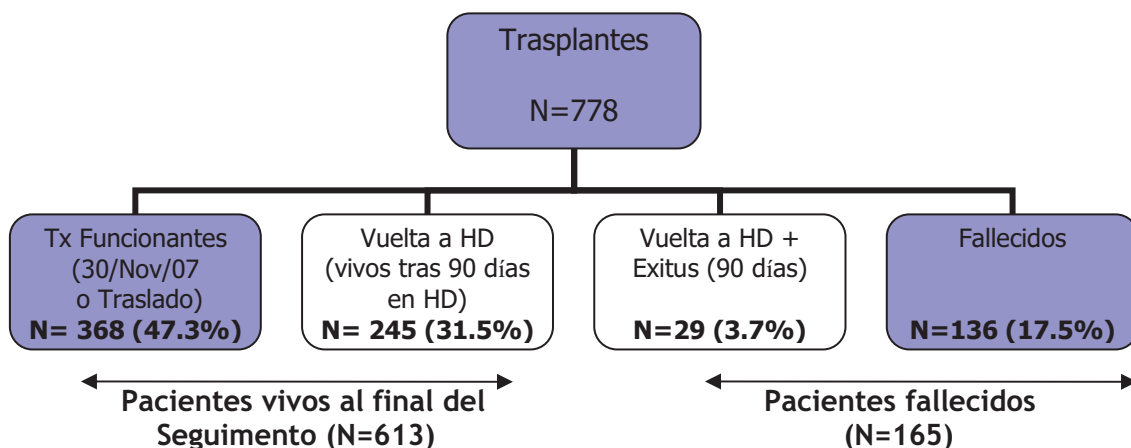 Trasplantes
N=778
Tx Funcionantes
(30/Nov/07
o Traslado)
N= 368 (47.3%)
Vuelta a HD
(vivos tras 90 días
en HD)
N= 245 (31.5%)
Vuelta a HD +
Exitus (90 días)
N=29 (3.7%)
Fallecidos
N=136 (17.5%)
Pacientes vivos al final del
Seguimento (N=613)
Pacientes fallecidos
(N=165)